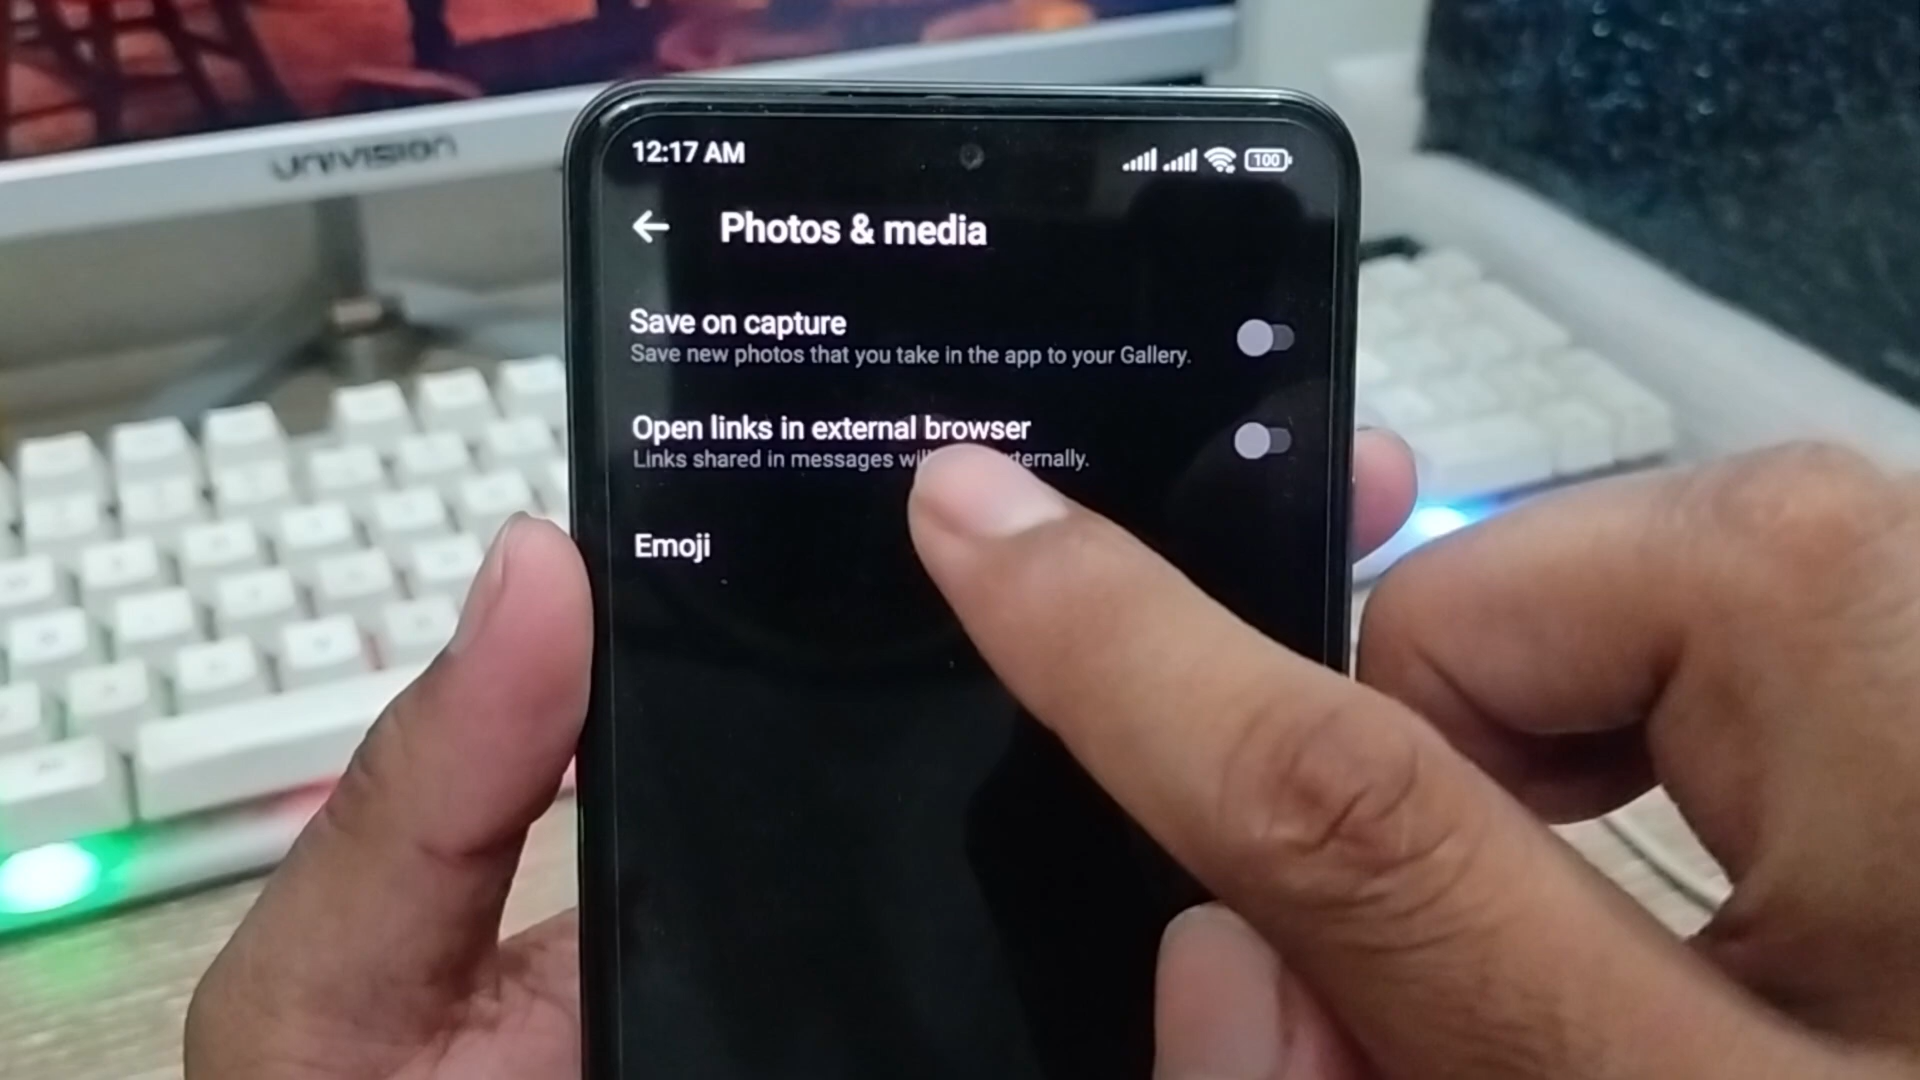 UNIVISION
12:17 AM
100
Photos & media
Save on capture
Save new photos that you take in the app to your Gallery.
Open links in external browser
Links shared in messages
Emoji